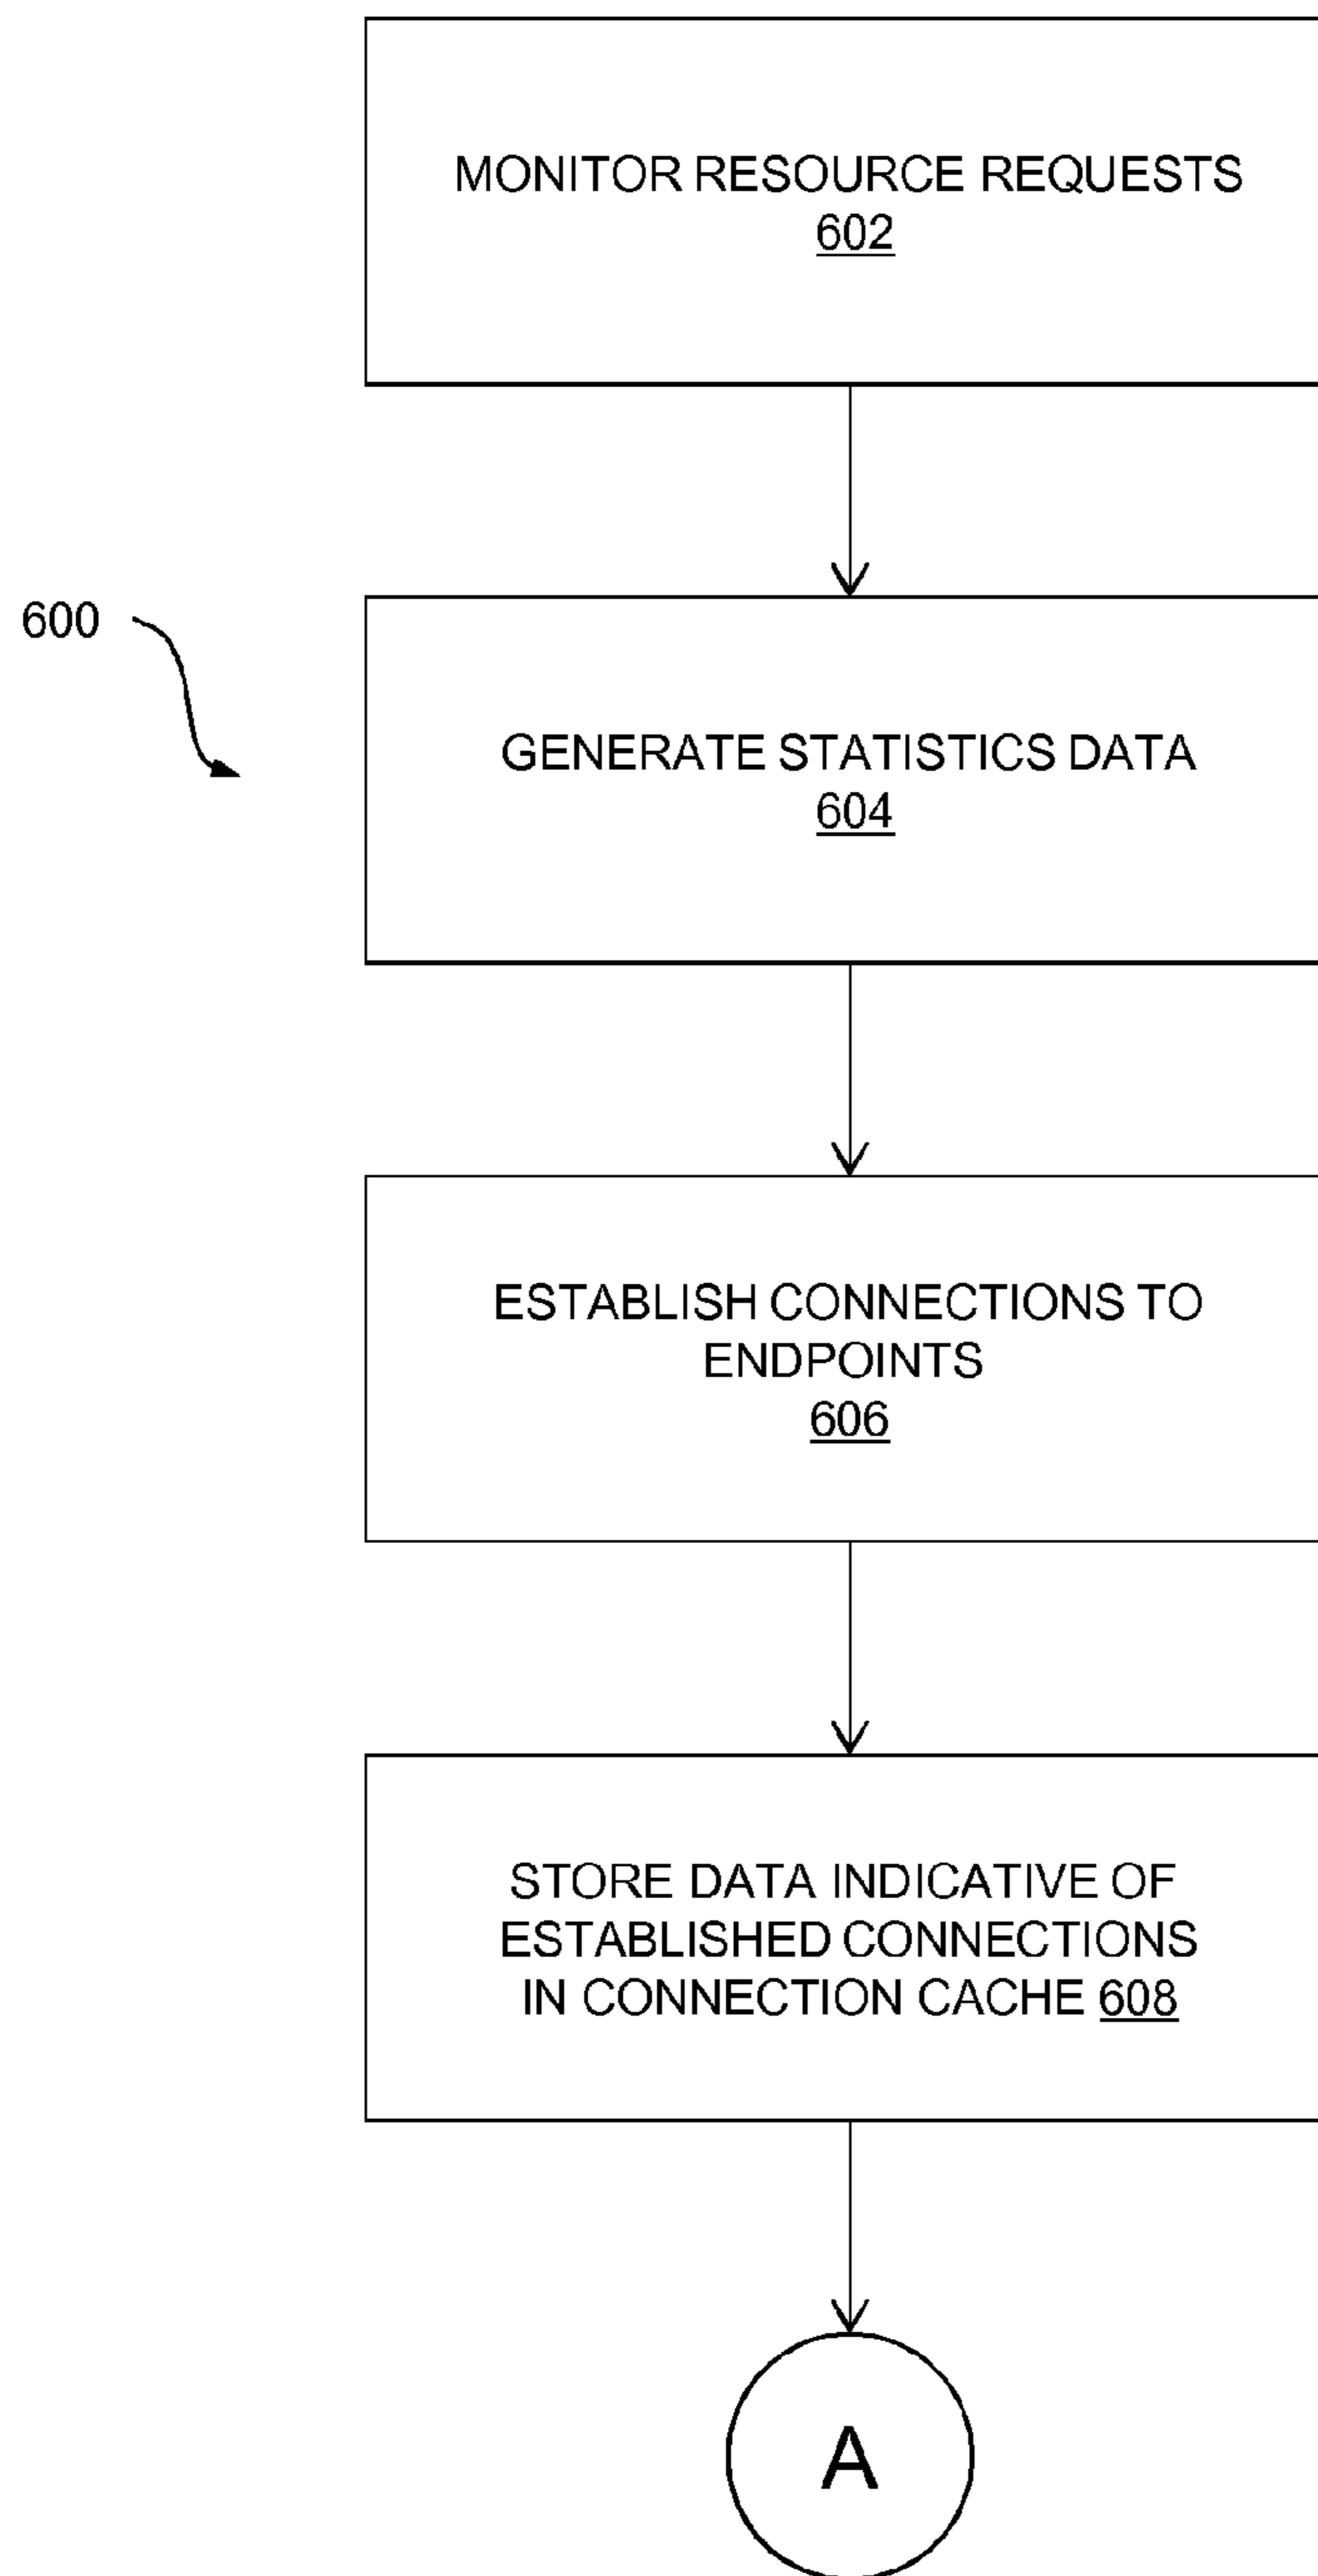 MONITOR RESOURCE REQUESTS
602
600
GENERATE STATISTICS DATA
604
ESTABLISH CONNECTIONS TO
ENDPOINTS
606
STORE DATA INDICATIVE OF
ESTABLISHED CONNECTIONS
IN CONNECTION CACHE 608
A